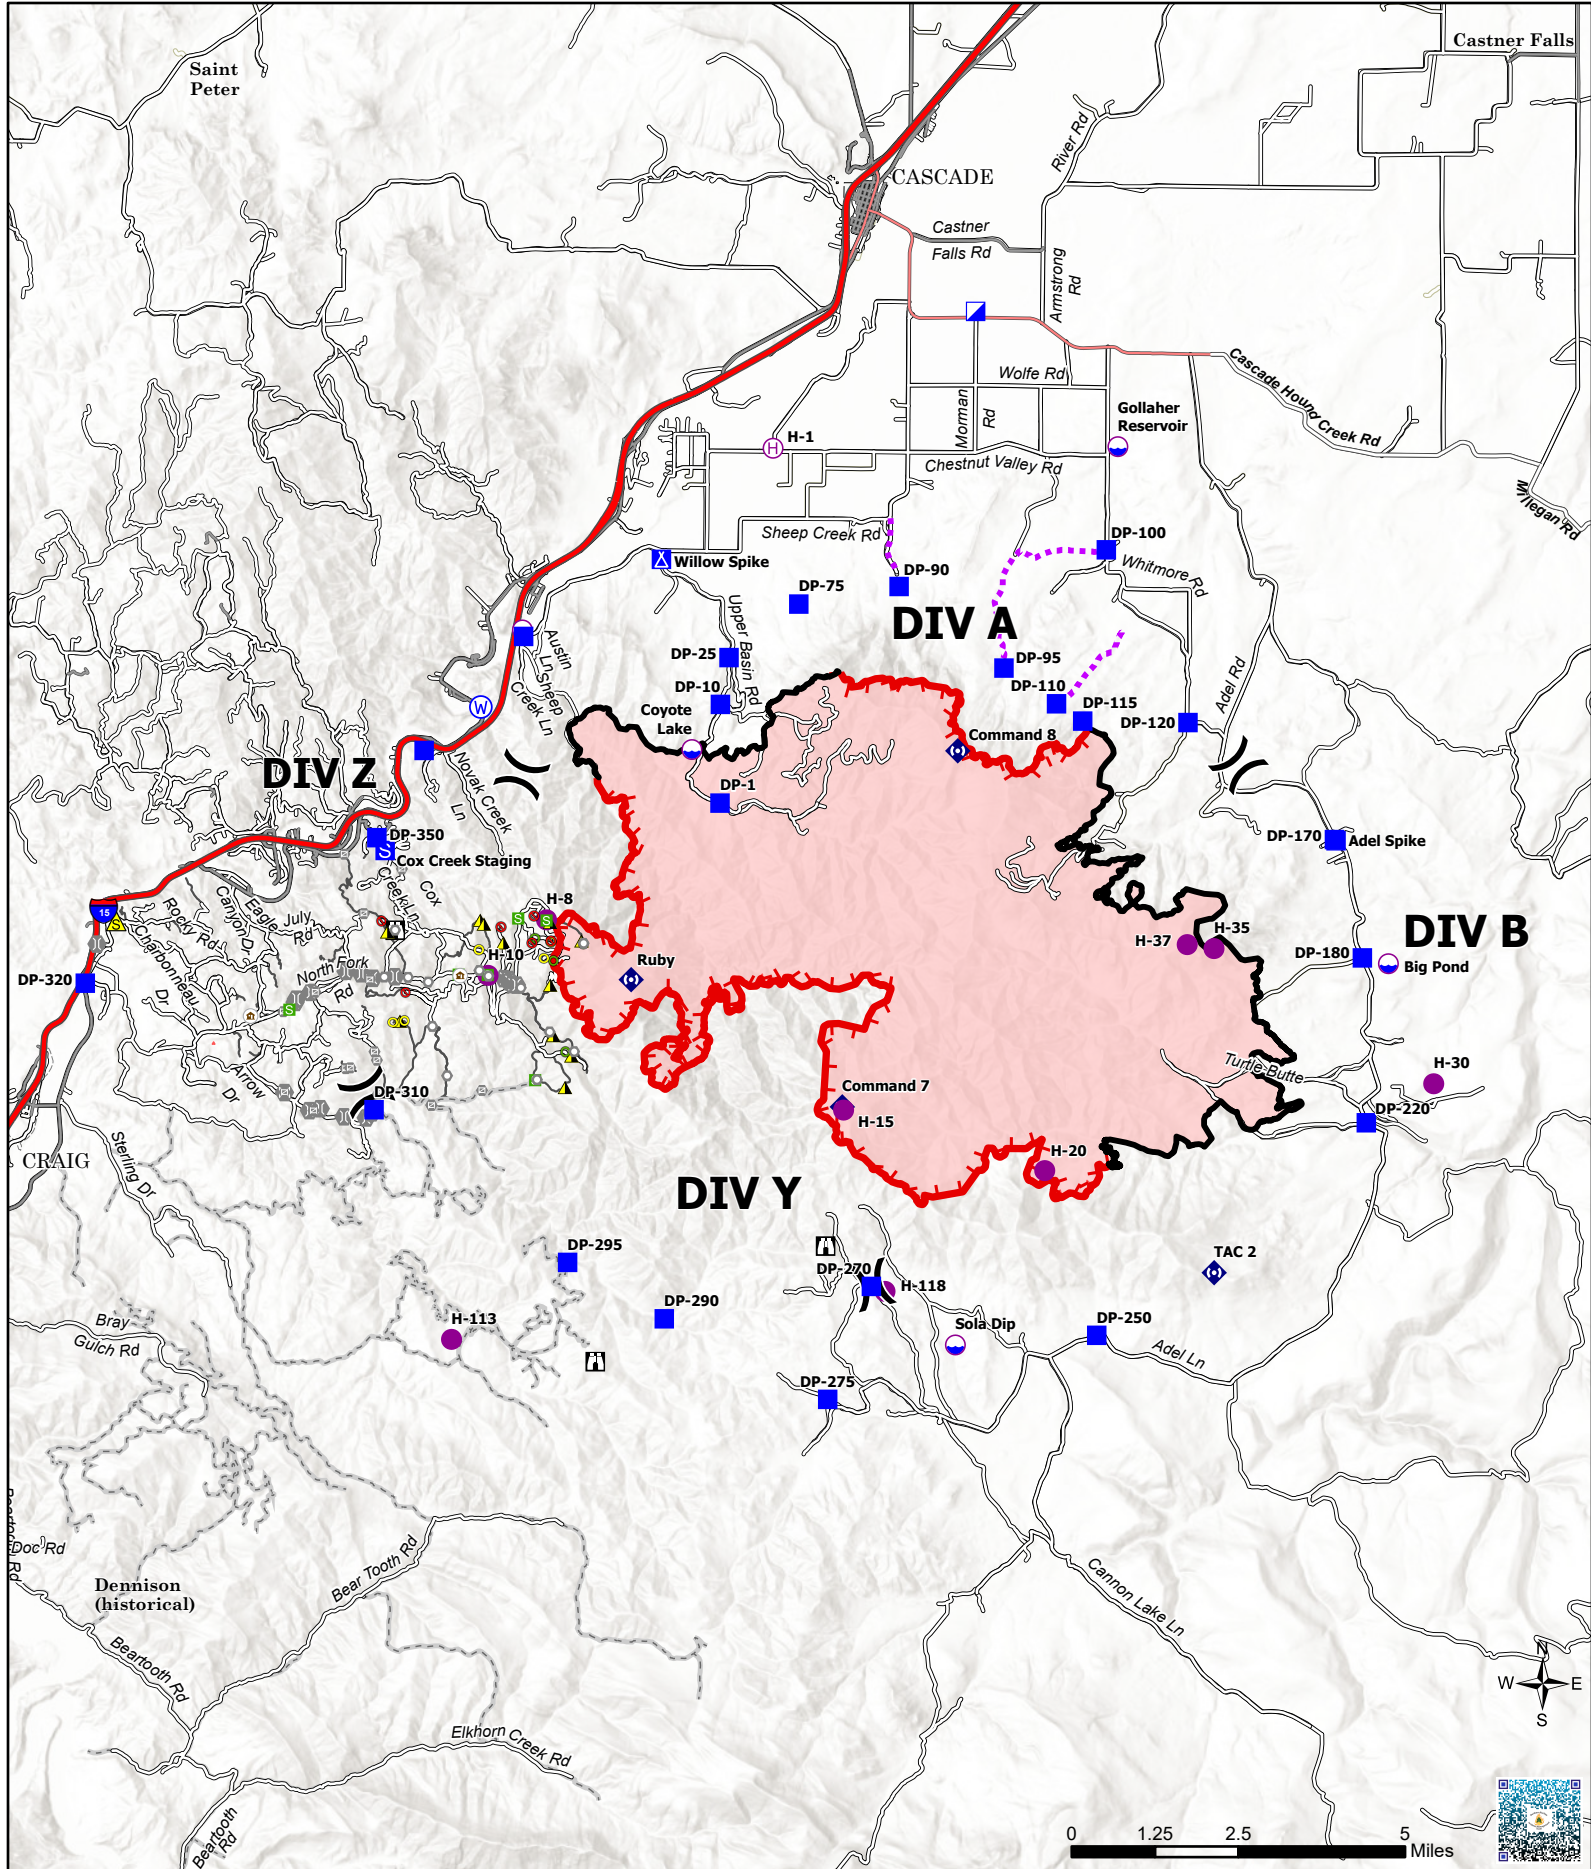 Castner Falls
Saint
Peter
River Rd
CASCADE
Castner
Falls Rd
Armstrong
Rd
Wolfe Rd
Cascade Hound Creek Rd
Morman
Rd
Gollaher
Reservoir
H-1
Chestnut Valley Rd
Millegan Rd
Sheep Creek Rd
DP-100
Willow Spike
Whitmore Rd
DP-90
DP-75
DIV A
Upper Basin Rd
Austin
Ln
Sheep
Creek Ln
DP-25
DP-95
Adel Rd
DP-10
DP-110
DP-115
DP-120
Coyote
Lake
W
Command 8
DIV Z
Novak Creek
Ln
DP-1
DP-350
DP-170
Adel Spike
S
Cox Creek Staging
Cox
Creek Ln
15
S
Rocky Rd
Eagle
Canyon Dr
July
Rd
H-8
Charbonneau
Dr
DIV B
H-37
H-35
H-10
Ruby
DP-180
Big Pond
North Fork
Rd
DP-320
Arrow
Dr
Turtle Butte
H-30
DP-310
Command 7
H-15
DP-220
CRAIG
Sterling Dr
H-20
DIV Y
DP-295
TAC 2
DP-270
H-118
DP-290
H-113
Sola Dip
DP-250
Bray
Gulch Rd
Adel Ln
DP-275
Doc Rd
Bear Tooth Rd
Dennison
(historical)
Cannon Lake Ln
Beartooth Rd
N
W
E
S
Elkhorn Creek Rd
Beartooth
Rd
0
1.25
2.5
5
Miles